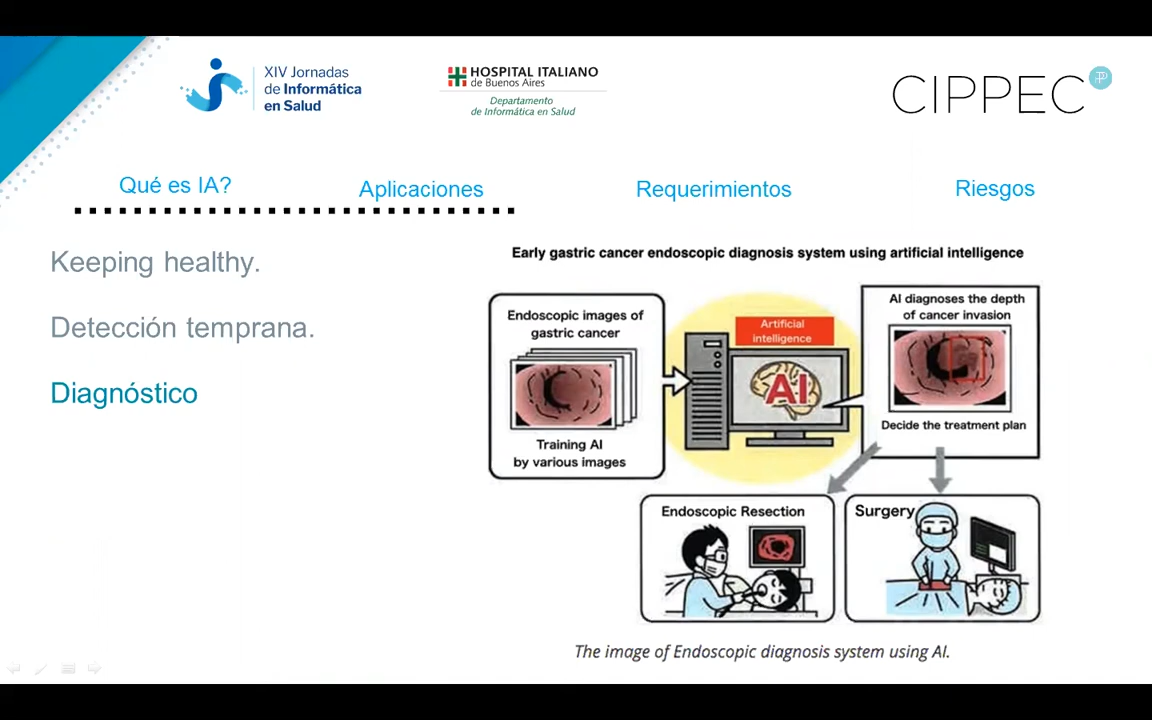 XIV Jornadas
de Informática
en Salud
HOSPITAL ITALIANO
de Buenos Aires
Departamento
de Informática en Salud
CIPPEC
Qué es IA?
Aplicaciones
Requerimientos
Riesgos
Keeping healthy.
Detección temprana.
Diagnóstico
Early gastric cancer endoscopic diagnosis system using artificial intelligence
Endoscopic images of
gastric cancer
Training AI
by various images
Artificial
intelligence
AI
AI diagnoses the depth
of cancer invasion
Decide the treatment plan
Endoscopic Resection
Surgery
The image of Endoscopic diagnosis system using AI.